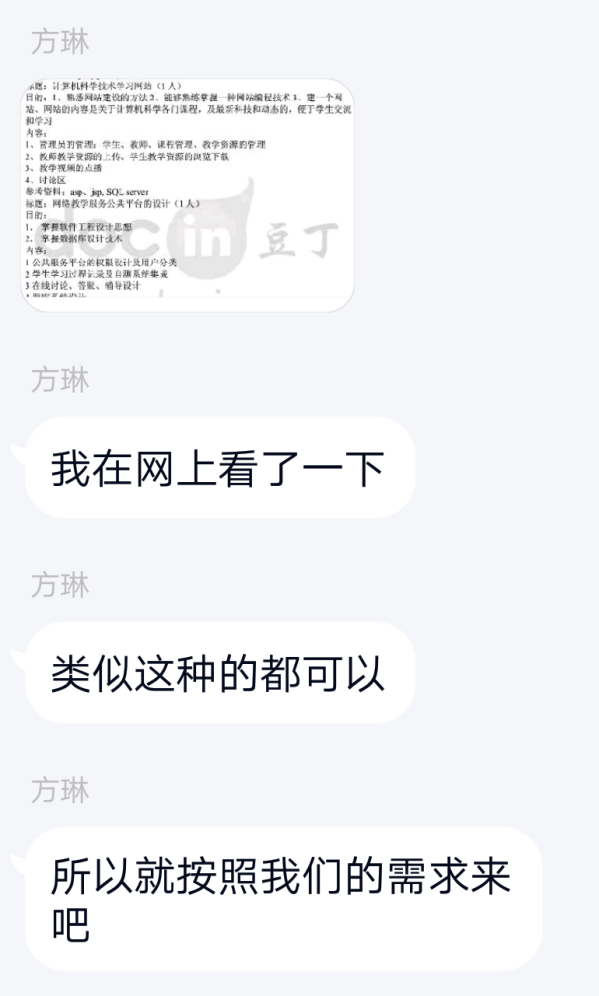 方琳
标题：计算机科学技术学习网站（1人）
目的：1、熟悉网站建设的方法2、能够熟练掌握一种网站编程技术3、建一个网
站、网站的内容是关于计算机科学各门课程，及最新科技和动态的，便于学生交流
和学习
内容：
1、管理员的管理：学生、教师、课程管理、教学资源的管理
2、教师教学资源的上传、学生教学资源的浏览下载
3、教学视频的点播
4、讨论区
参考资料：asp、jsp, SQL server
标题：网络教学服务公共平台的设计（1人）
目的：
1、 掌握软件工程设计思想
2、 掌握数据库设计技术
内容：
1 公共服务平台的权限设计及用户分类
2 学生学习过程记录及自测系统集成
3 在线讨论、答疑、辅导设计
docin 豆丁
方琳
我在网上看了一下
方琳
类似这种的都可以
方琳
所以就按照我们的需求来
吧